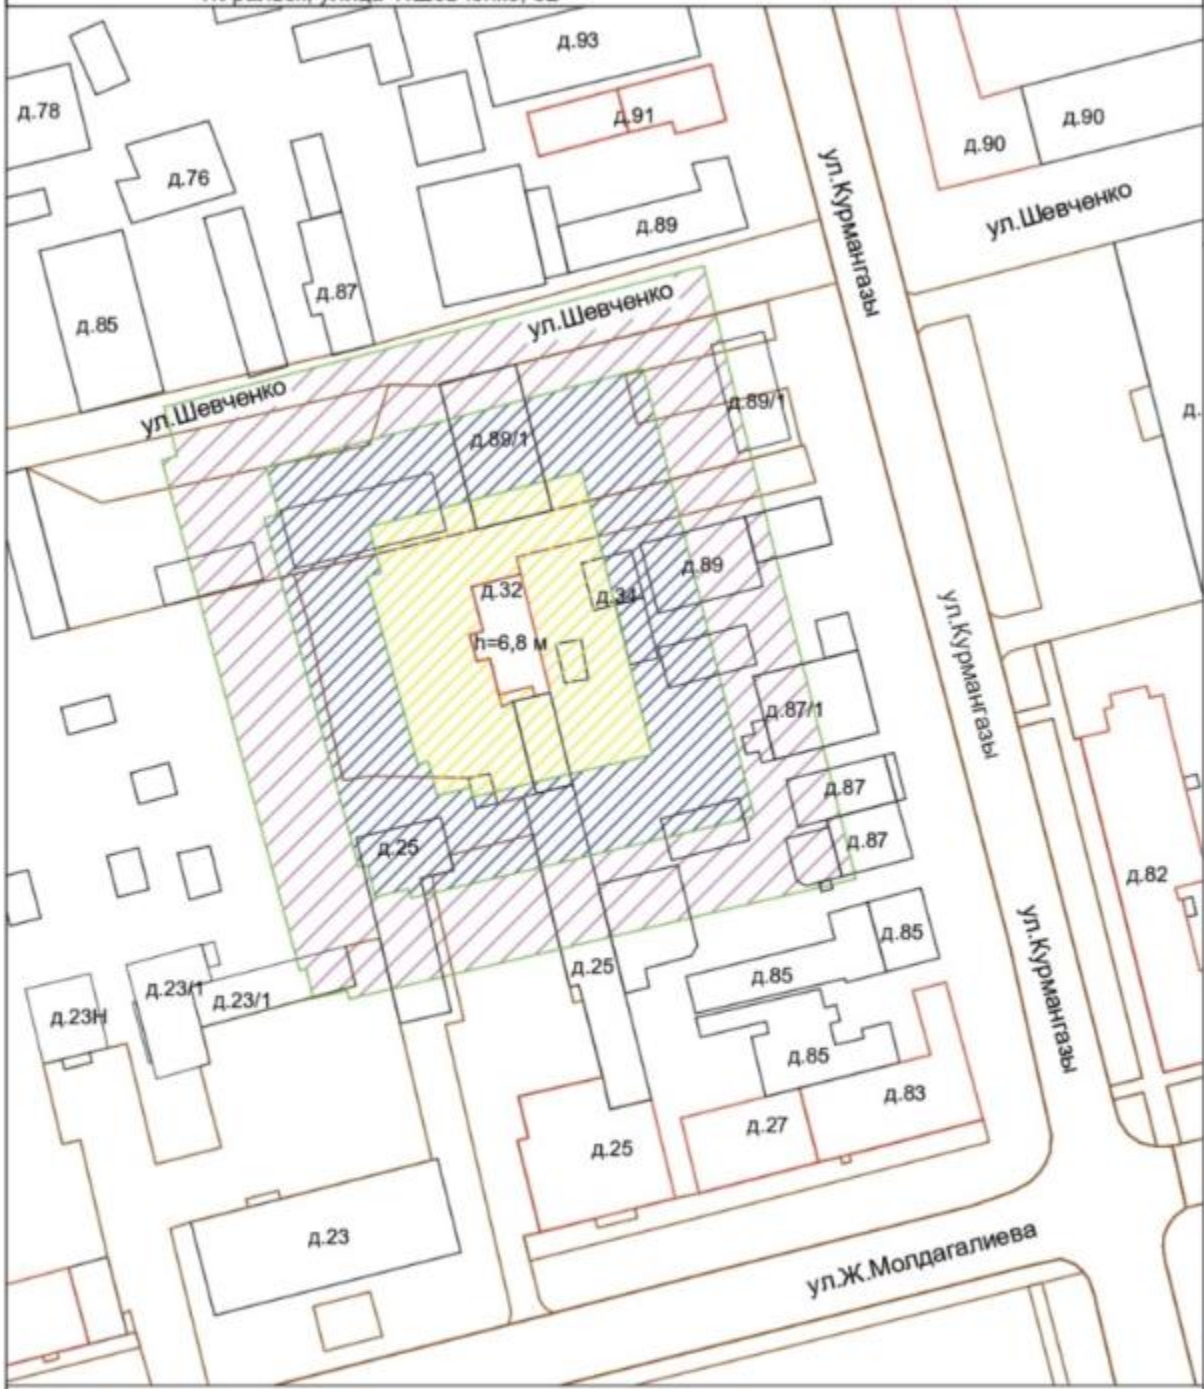 д.93
д.78
д.91
д.90
д.90
д.76
ул.Курмангазы
ул.Шевченко
д.89
д.87
ул.Шевченко
д.85
ул.Шевченко
д.89/1
д.
д.89/1
д.89
д.32
д.34
ул.Курмангазы
h=6,8 м
д.87/1
д.87
д.25
д.87
д.82
ул.Курмангазы
д.85
д.25
д.85
д.23/1
д.23/1
д.23Н
д.85
д.83
д.27
д.25
д.23
ул.Ж.Молдагалиева